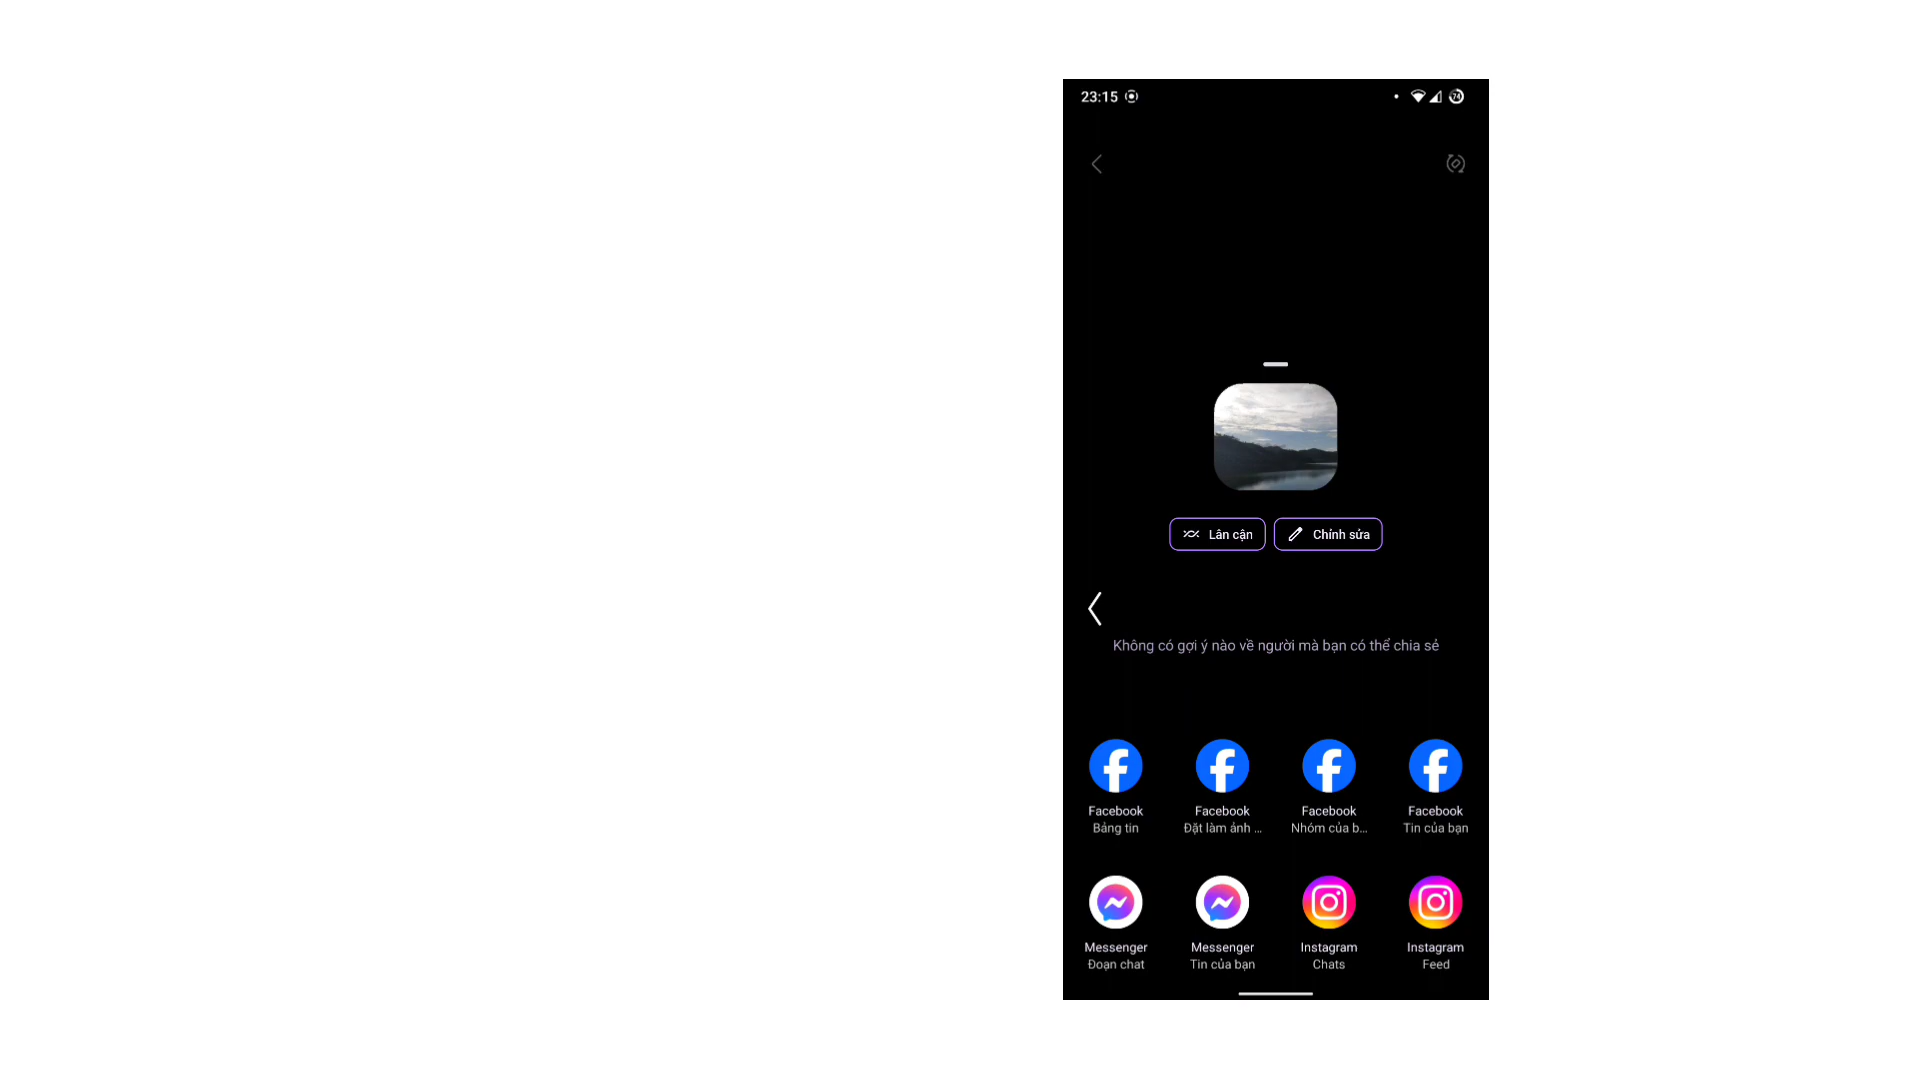 23:15
74
Lân cận Chỉnh sửa
Không có gợi ý nào về người mà bạn có thể chia sẻ
Facebook Facebook Facebook Facebook
Bảng tin Đặt làm ảnh ... Nhóm của b... Tin của bạn
Messenger Messenger Instagram Instagram
Đoạn chat Tin của bạn Chats Feed